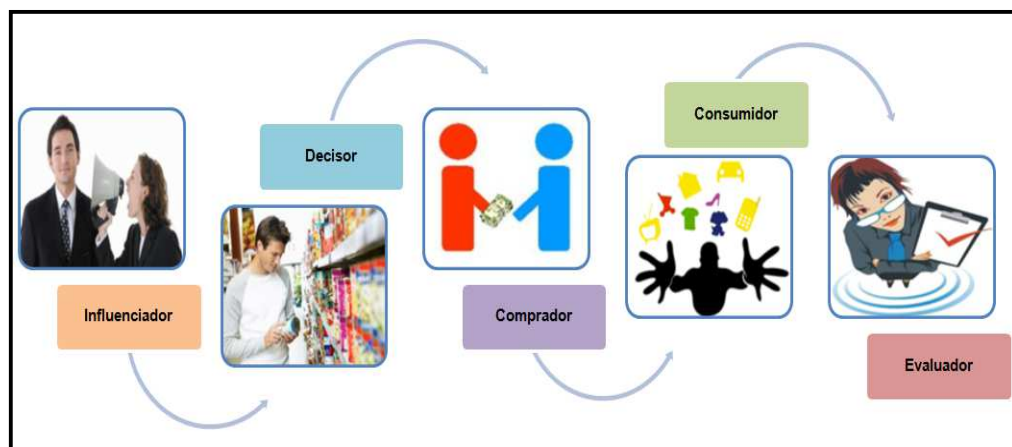 Influenciador
Decisor
Comprador
Consumidor
Evaluador